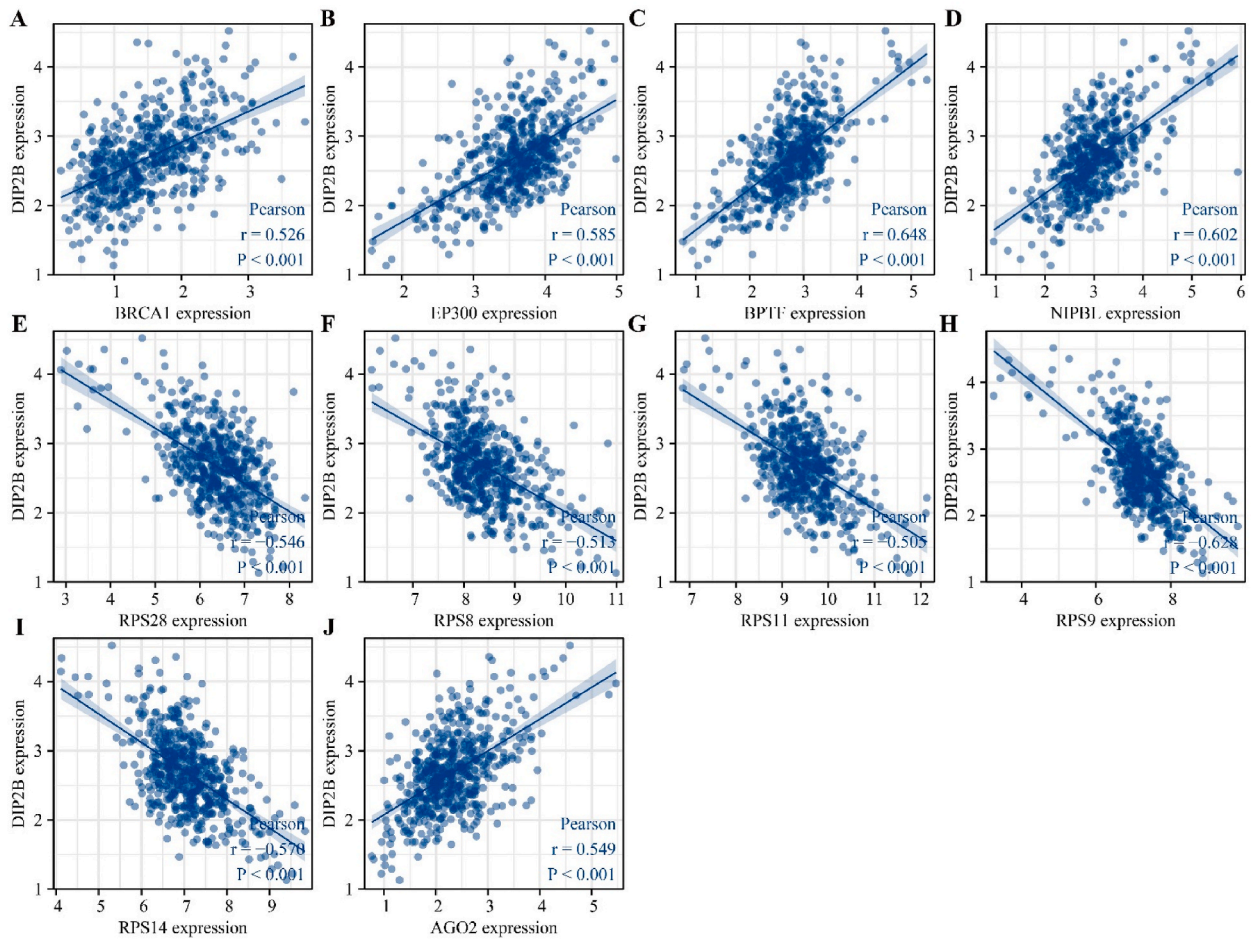 A
DIP2B expression
4
3
2
1
Pearson
r = 0.526
P < 0.001
1
2
3
BRCA1 expression
B
DIP2B expression
4
3
2
1
Pearson
r = 0.585
P < 0.001
2
3
4
5
EP300 expression
C
DIP2B expression
4
3
2
1
Pearson
r = 0.648
P < 0.001
1
2
3
4
5
BPTF expression
D
DIP2B expression
4
3
2
1
Pearson
r = 0.602
P < 0.001
1
2
3
4
5
6
NIPBL expression
E
DIP2B expression
4
3
2
1
Pearson
r = −0.546
P < 0.001
3
4
5
6
7
8
RPS28 expression
F
DIP2B expression
4
3
2
1
Pearson
r = −0.513
P < 0.001
7
8
9
10
11
RPS8 expression
G
DIP2B expression
4
3
2
1
Pearson
r = −0.505
P < 0.001
7
8
9
10
11
12
RPS11 expression
H
DIP2B expression
4
3
2
1
Pearson
r = −0.628
P < 0.001
4
6
8
RPS9 expression
I
DIP2B expression
4
3
2
1
Pearson
r = −0.570
P < 0.001
4
5
6
7
8
9
RPS14 expression
J
DIP2B expression
4
3
2
1
Pearson
r = 0.549
P < 0.001
1
2
3
4
5
AGO2 expression